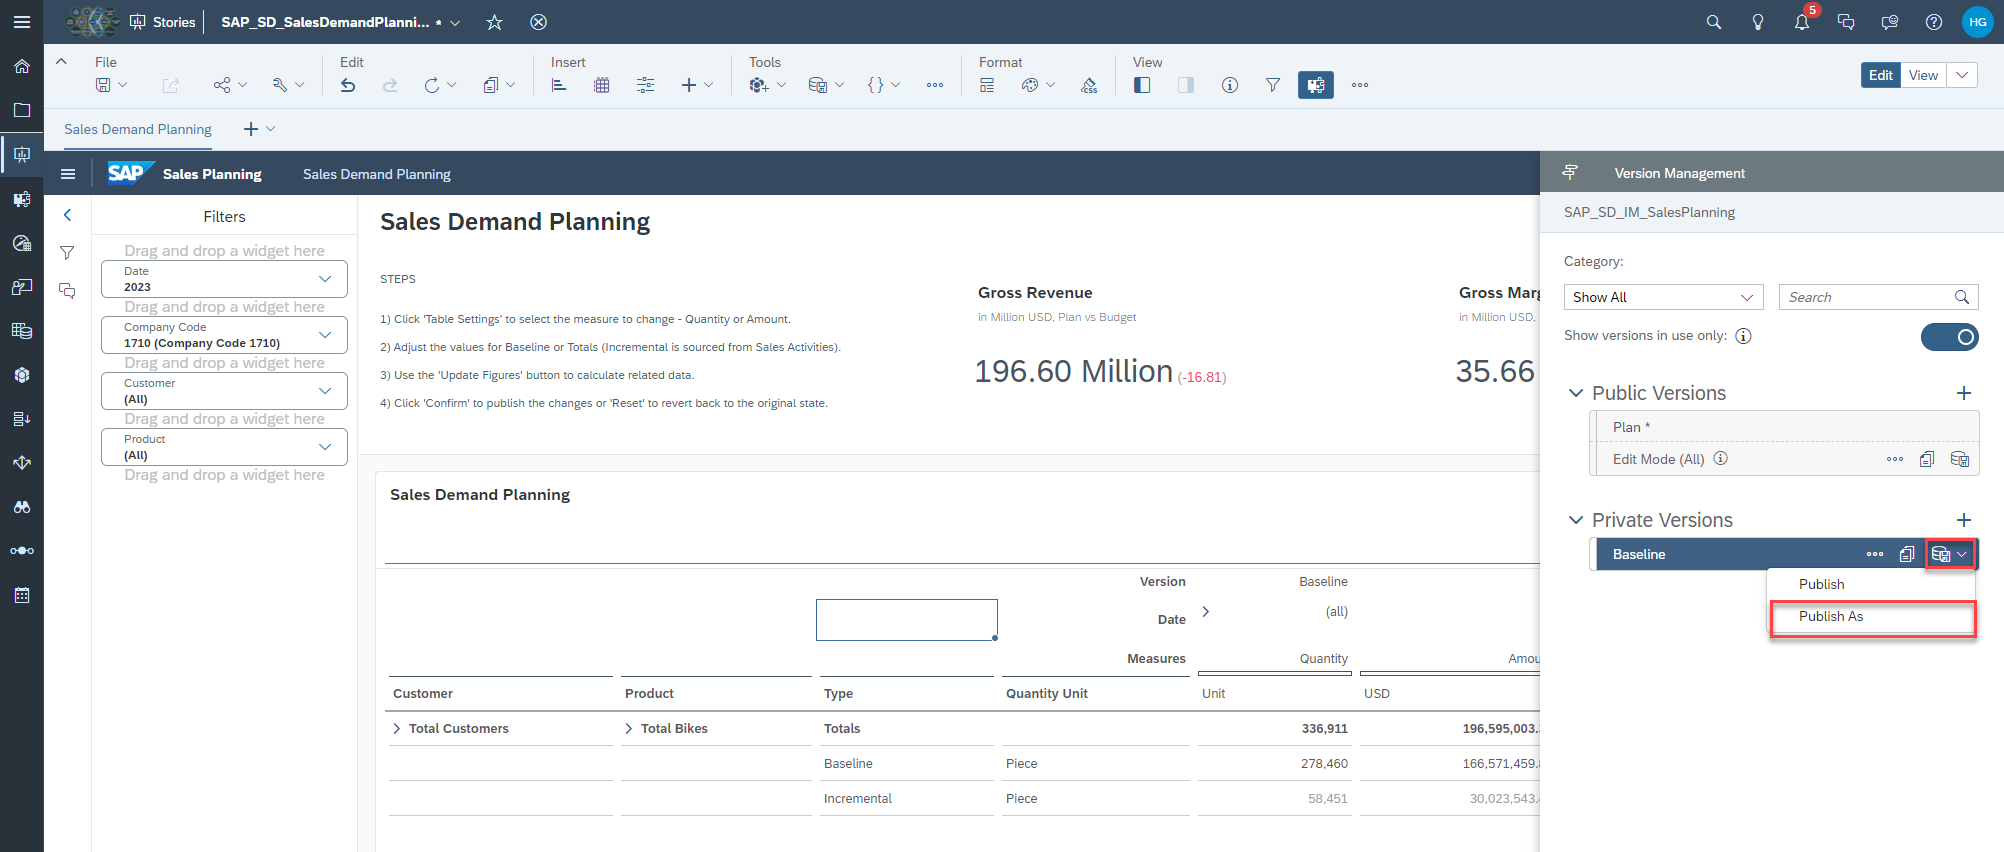 Stories
SAP_SD_SalesDemandPlanni... *
5
HG
File
Edit
Insert
Tools
Format
View
CSS
Edit
View
Sales Demand Planning
SAP
Sales Planning
Sales Demand Planning
Version Management
SAP_SD_IM_SalesPlanning
Filters
Drag and drop a widget here
Date
2023
Drag and drop a widget here
Company Code
1710 (Company Code 1710)
Drag and drop a widget here
Customer
(All)
Drag and drop a widget here
Product
(All)
Drag and drop a widget here
Sales Demand Planning
STEPS
1) Click 'Table Settings' to select the measure to change - Quantity or Amount.
2) Adjust the values for Baseline or Totals (Incremental is sourced from Sales Activities).
3) Use the 'Update Figures' button to calculate related data.
4) Click 'Confirm' to publish the changes or 'Reset' to revert back to the original state.
Gross Revenue
in Million USD, Plan vs Budget
196.60 Million (-16.81)
Gross Mar
in Million USD,
35.66
Category:
Show All
Search
Show versions in use only:
Public Versions
Plan *
Edit Mode (All)
Private Versions
Baseline
Publish
Publish As
Sales Demand Planning
Version Baseline
Date (all)
Measures Quantity Amou
Customer Product Type Quantity Unit Unit USD
Total Customers Total Bikes Totals 336,911 196,595,003.
Baseline Piece 278,460 166,571,459.
Incremental Piece 58,451 30,023,543.